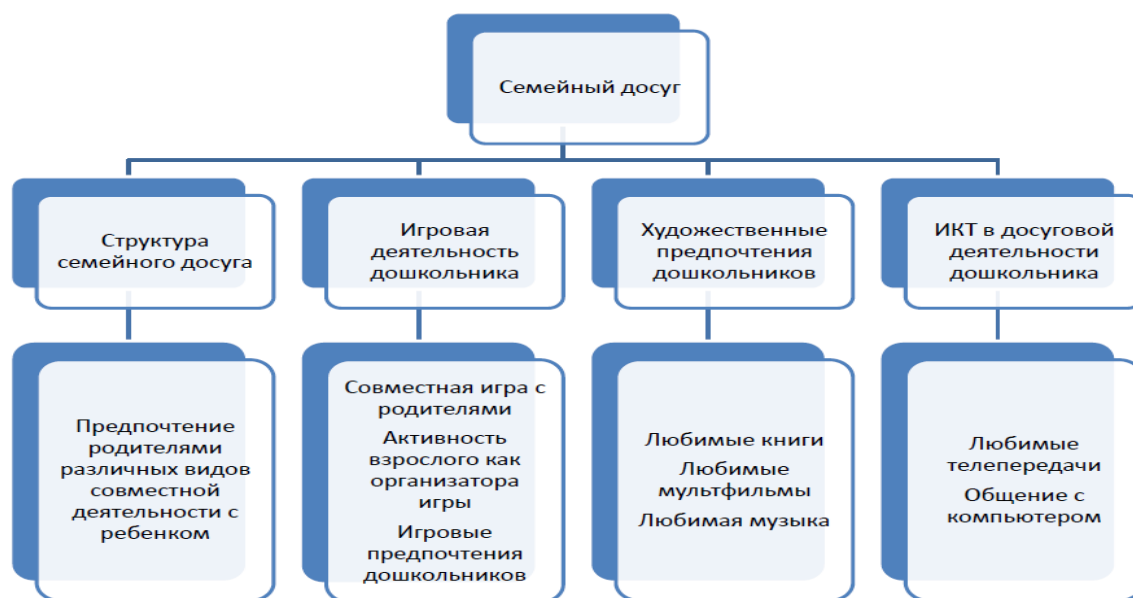 Семейный досуг
Структура
семейного досуга
Игровая
деятельность
дошкольника
Художественные
предпочтения
дошкольников
ИКТ в досуговой
деятельности
дошкольника
Предпочтение
родителями
различных видов
совместной
деятельности с
ребенком
Совместная игра с
родителями
Активность
взрослого как
организатора
игры
Игровые
предпочтения
дошкольников
Любимые книги
Любимые
мультфильмы
Любимая музыка
Любимые
телепередачи
Общение с
компьютером